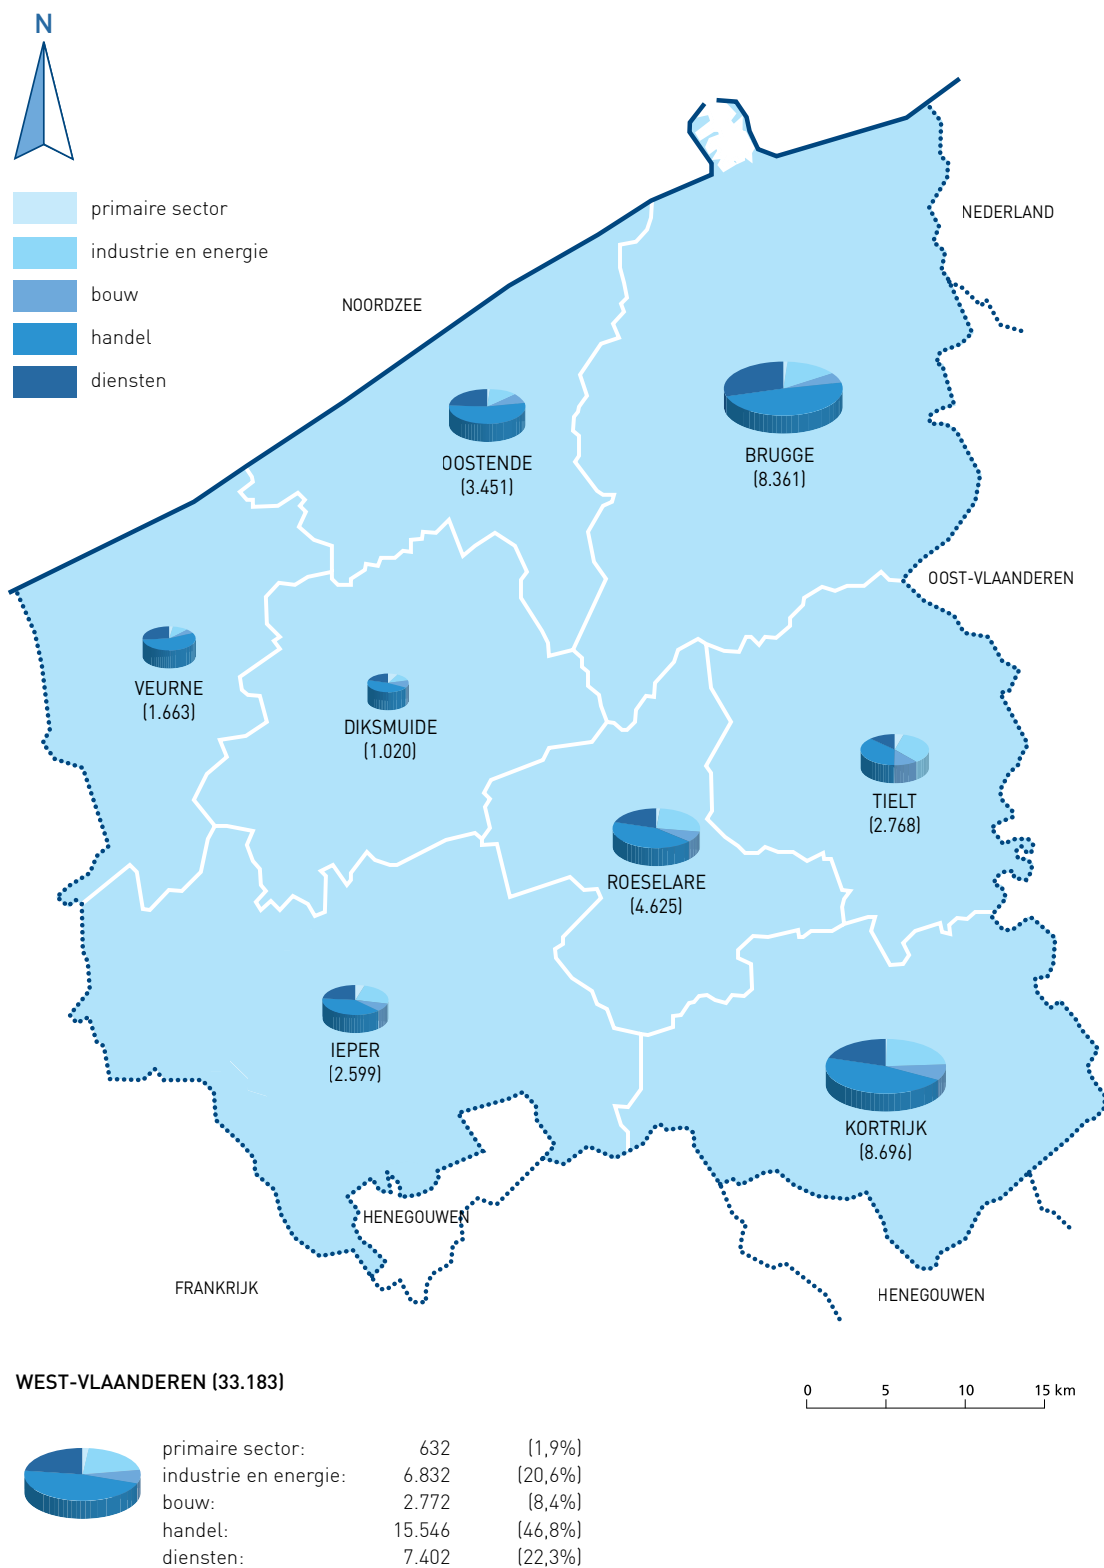 N
primaire sector
industrie en energie
bouw
handel
diensten
NEDERLAND
NOORDZEE
OOSTENDE
(3.451)
BRUGGE
(8.361)
OOST-VLAANDEREN
VEURNE
(1.663)
DIKSMUIDE
(1.020)
TIELT
(2.768)
ROESELARE
(4.625)
IEPER
(2.599)
KORTRIJK
(8.696)
HENEGOUWEN
FRANKRIJK
HENEGOUWEN
WEST-VLAANDEREN (33.183)
0 5 10 15 km
primaire sector: 632 (1,9%)
industrie en energie: 6.832 (20,6%)
bouw: 2.772 (8,4%)
handel: 15.546 (46,8%)
diensten: 7.402 (22,3%)